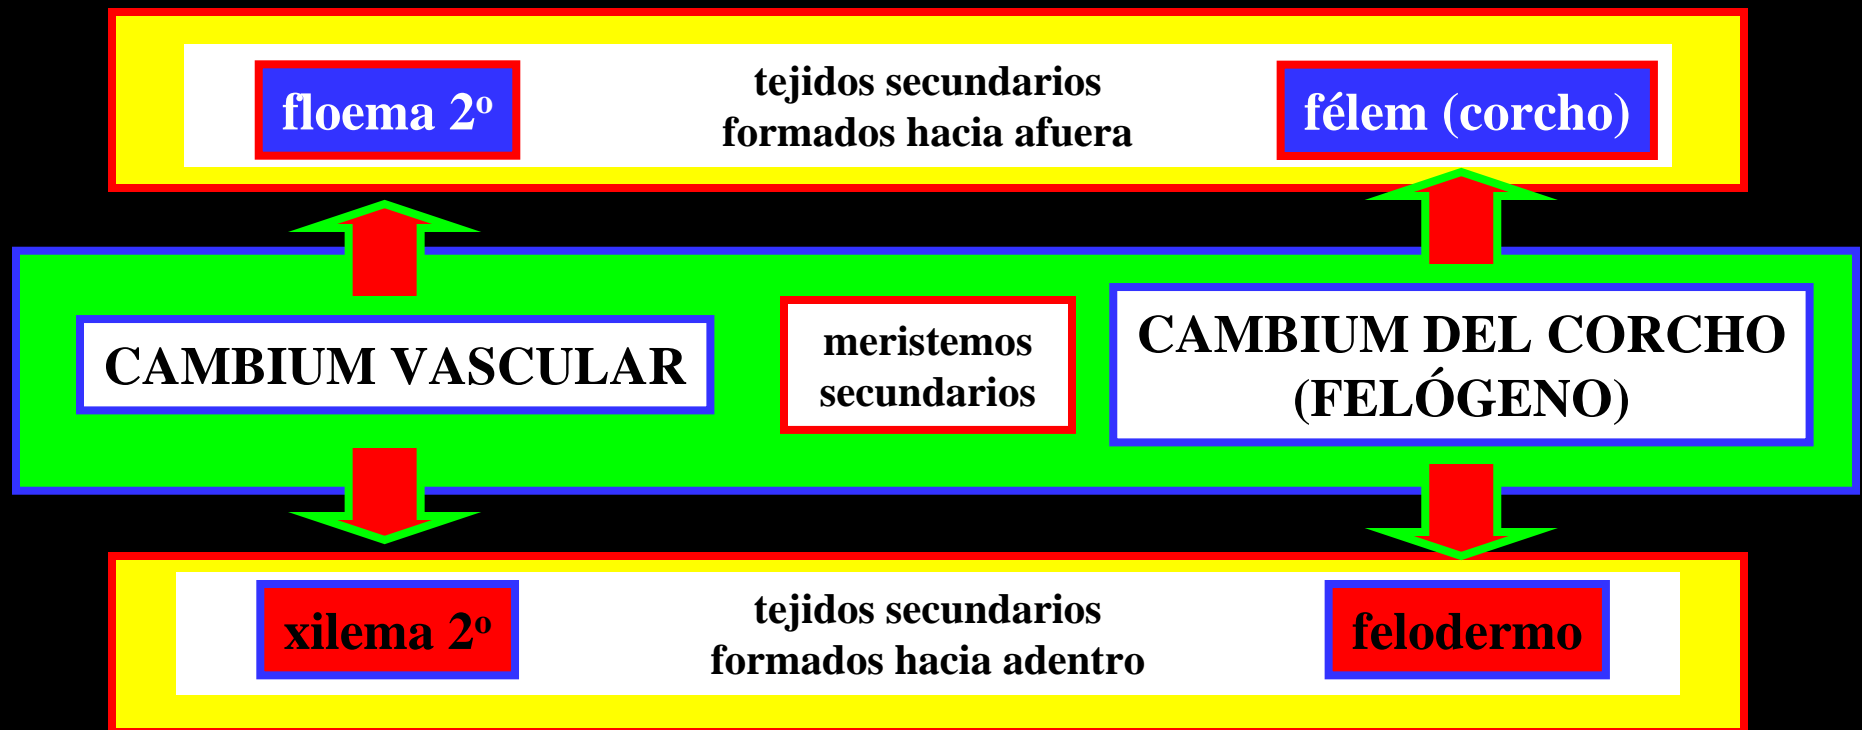 floema 2º
tejidos secundarios
formados hacia afuera
félem (corcho)
CAMBIUM VASCULAR
meristemos
secundarios
CAMBIUM DEL CORCHO
(FELÓGENO)
xilema 2º
tejidos secundarios
formados hacia adentro
felodermo